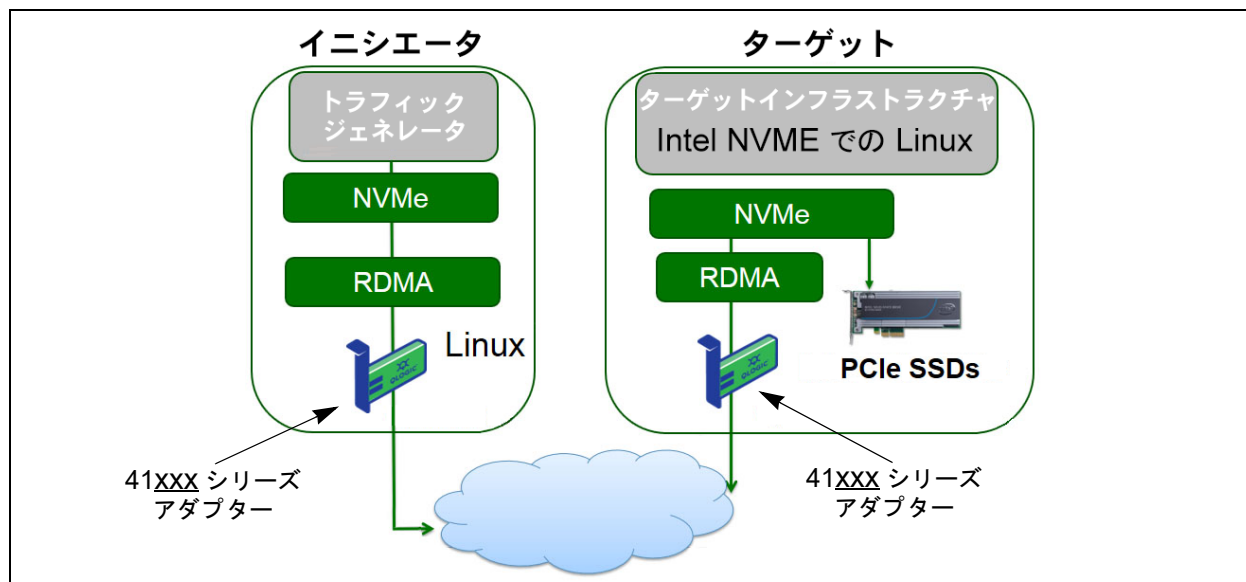 イニシエータ
ターゲット
トラフィック
ジェネレータ
NVMe
RDMA
Linux
QLOGIC
41xxx シリーズ
アダプター
ターゲットインフラストラクチャ
Intel NVME での Linux
NVMe
RDMA
PCIe SSDs
QLOGIC
41xxx シリーズ
アダプター